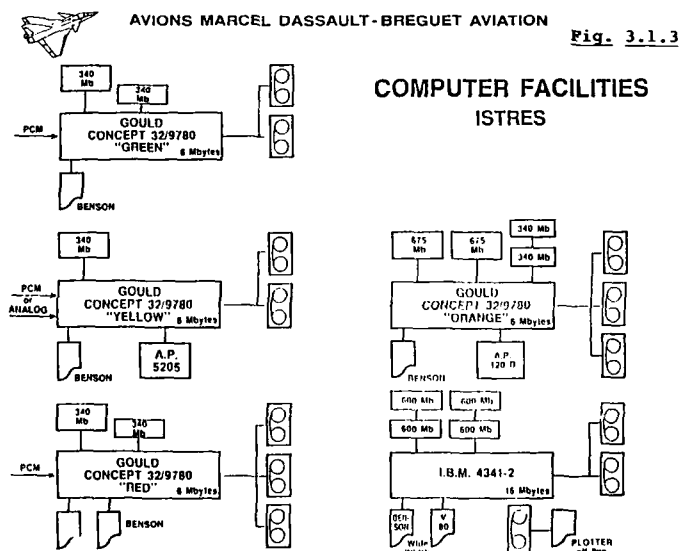 AVIONS MARCEL DASSAULT-BREGUET AVIATION
Fig. 3.1.3
COMPUTER FACILITIES
ISTRES
340
Mb
340
Mb
GOULD
CONCEPT 32/9780
"GREEN"
6 Mbytes
PCM
BENSON
340
Mb
GOULD
CONCEPT 32/9780
"YELLOW"
6 Mbytes
PCM
or
ANALOG
BENSON
A.P.
5205
340
Mb
340
Mb
GOULD
CONCEPT 32/9780
"RED"
6 Mbytes
PCM
BENSON
675
Mb
675
Mb
340 Mb
340 Mb
GOULD
CONCEPT 32/9780
"ORANGE"
6 Mbytes
BENSON
A.P.
120
600 Mb
600 Mb
600 Mb
600 Mb
I.B.M. 4341-2
16 Mbytes
BEN-
SON
V
80
Wide
PLOTTER